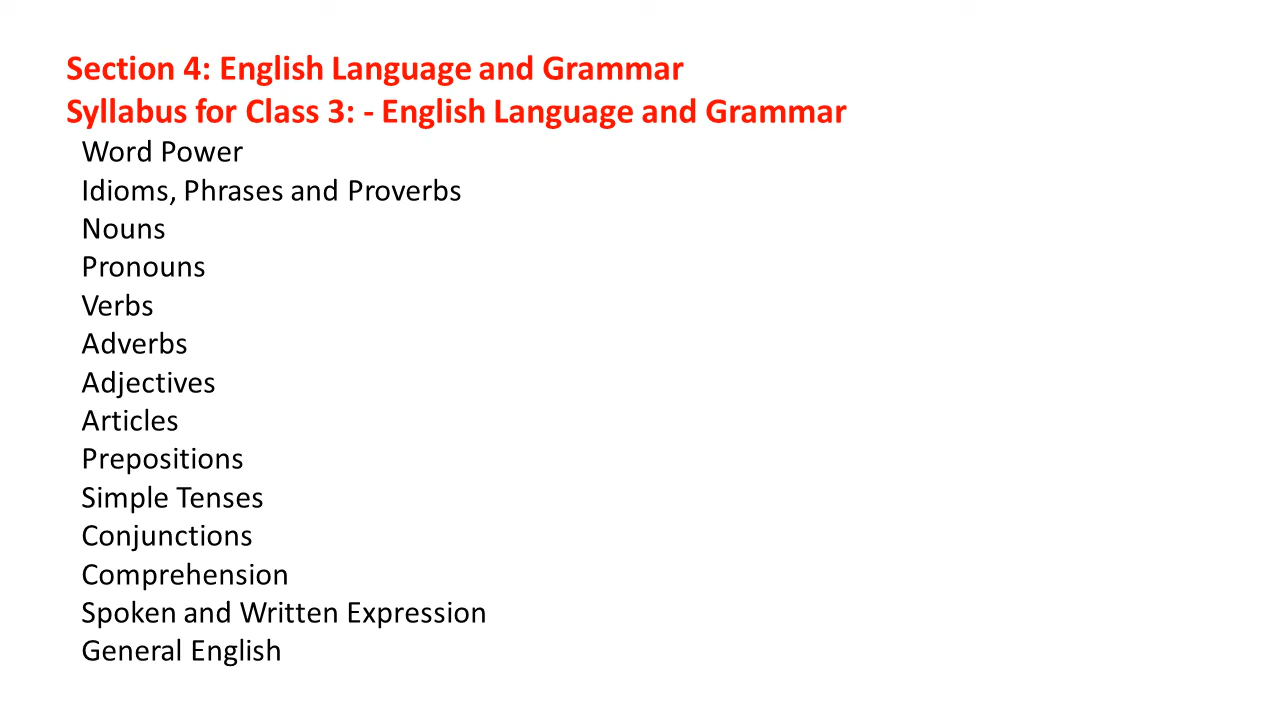 Section 4: English Language and Grammar
Syllabus for Class 3: - English Language and Grammar
Word Power
Idioms, Phrases and Proverbs
Nouns
Pronouns
Verbs
Adverbs
Adjectives
Articles
Prepositions
Simple Tenses
Conjunctions
Comprehension
Spoken and Written Expression
General English